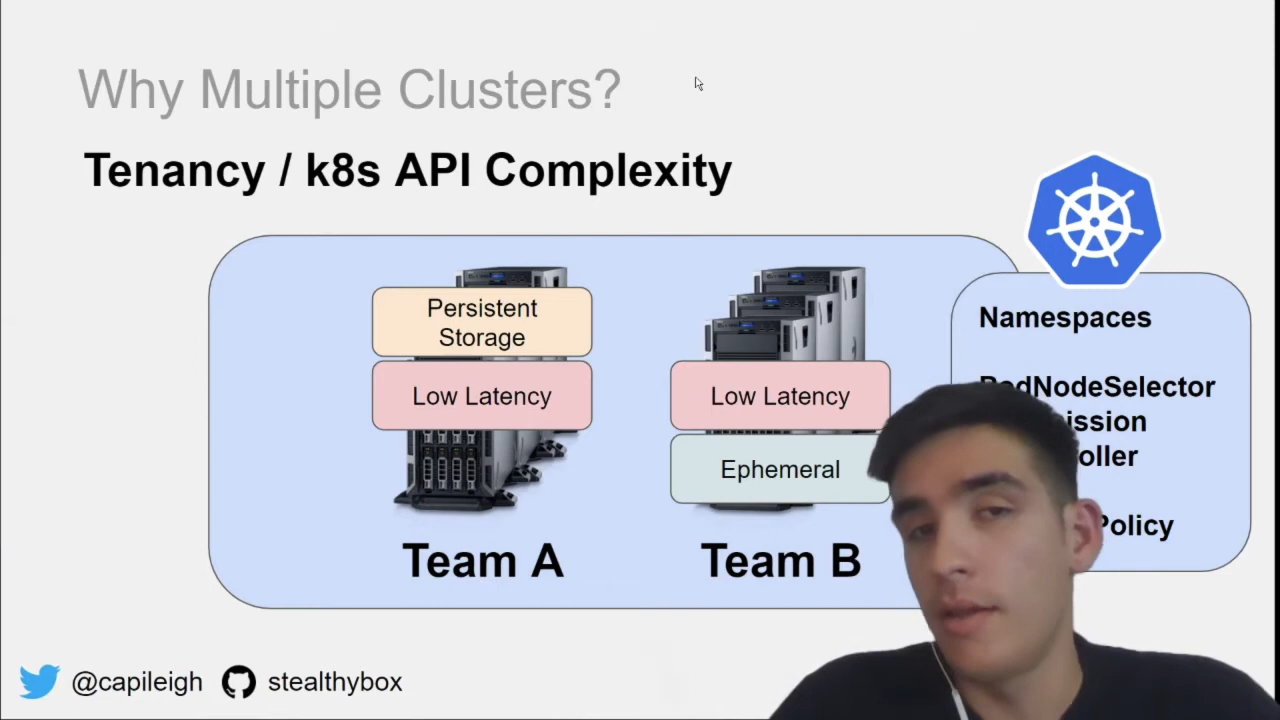 Why Multiple Clusters?
Tenancy / k8s API Complexity
Persistent
Storage
Low Latency
Team A
Low Latency
Ephemeral
Team B
Namespaces
Policy
@capileigh
stealthybox